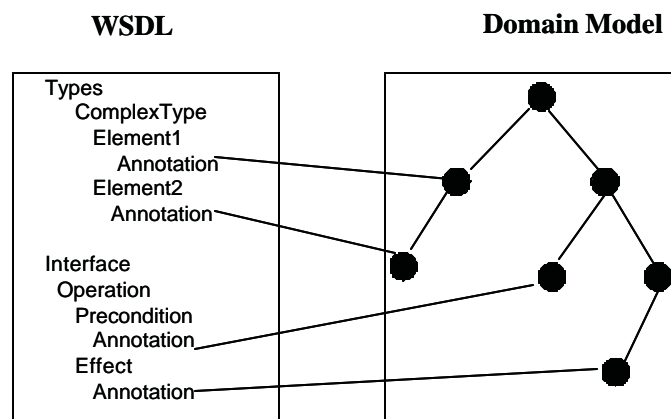 WSDL
Domain Model
Types
ComplexType
Element1
Annotation
Element2
Annotation
Interface
Operation
Precondition
Annotation
Effect
Annotation